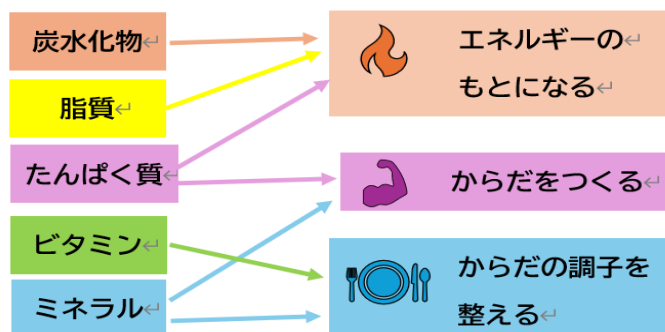 炭水化物
脂質
たんぱく質
ビタミン
ミネラル
エネルギーの
もとになる
からだをつくる
からだの調子を
整える